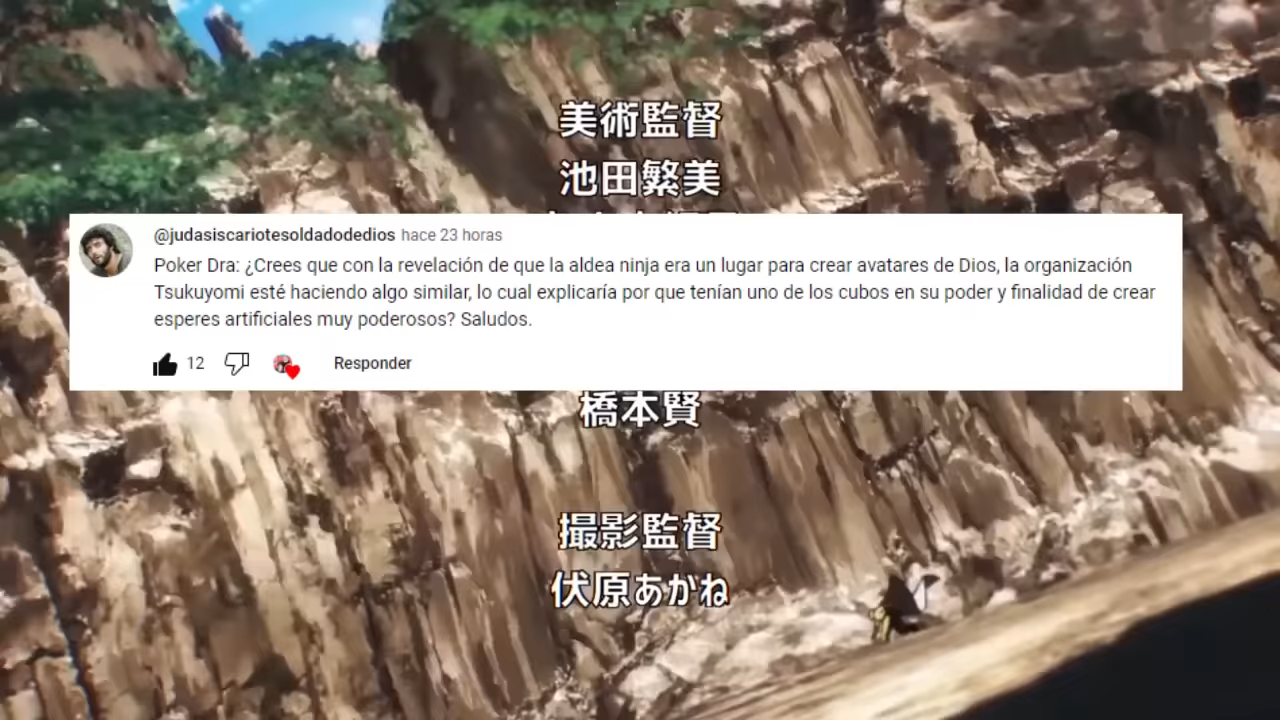 美術監督
池田繁美
@judasiscariotesoldadodedios hace 23 horas
Poker Dra: ¿Crees que con la revelación de que la aldea ninja era un lugar para crear avatares de Dios, la organización
Tsukuyomi esté haciendo algo similar, lo cual explicaría por que tenían uno de los cubos en su poder y finalidad de crear
esperes artificiales muy poderosos? Saludos.
12
Responder
橋本賢
撮影監督
伏原あかね